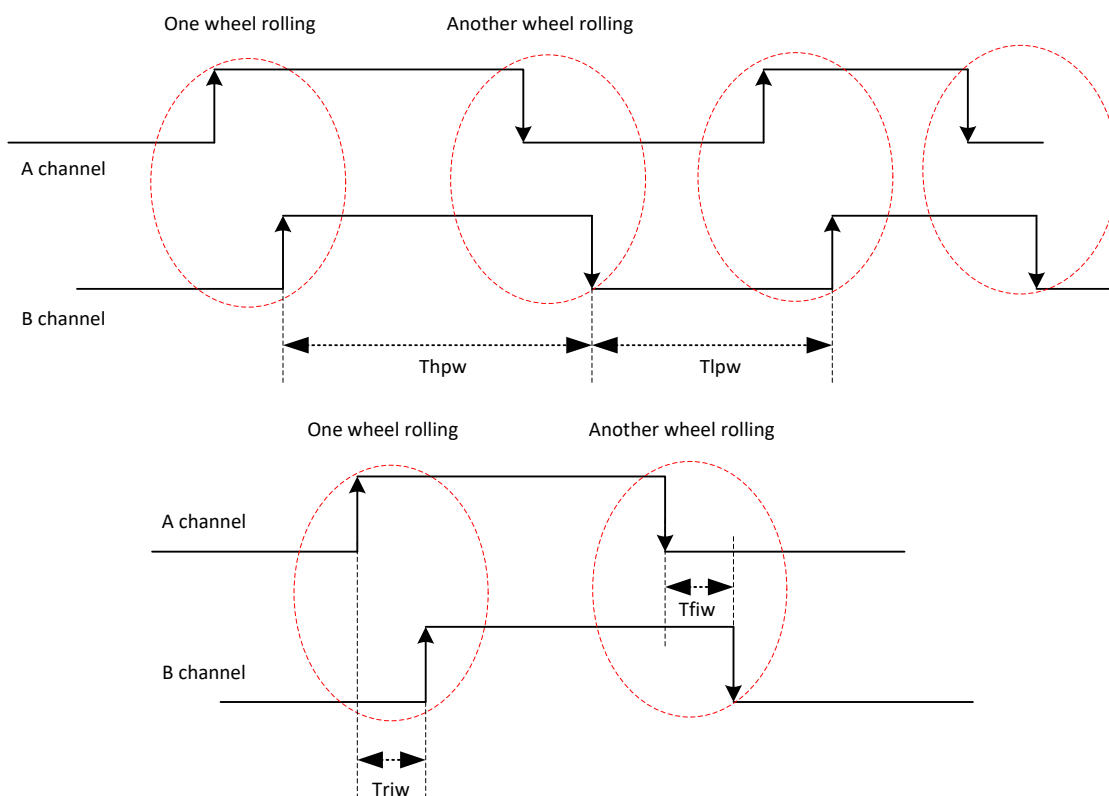 One wheel rolling
Another wheel rolling
A channel
B channel
Thpw
Tlpw
One wheel rolling
Another wheel rolling
A channel
Tfiw
B channel
Triw